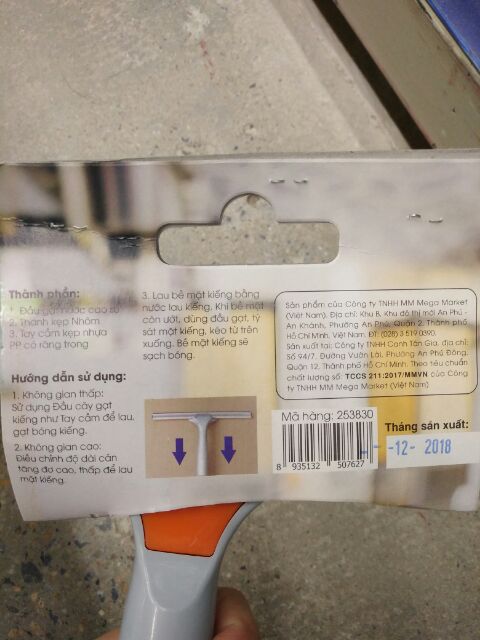 Thành phần:
1. Đầu gạt nước cao su
2. Thanh kẹp Nhôm
3. Tay cầm kẹp nhựa
PP có răng trong
Hướng dẫn sử dụng:
1. Không gian thấp:
Sử dụng Đầu cây gạt
kiếng như Tay cầm để lau,
gạt bóng kiếng.
2. Không gian cao:
Điều chỉnh độ dài cán
tăng đơ cao, thấp để lau
mặt kiếng.
3. Lau bề mặt kiếng bằng
nước lau kiếng. Khi bề mặt
còn ướt, dùng đầu gạt, tỳ
sát mặt kiếng, kéo từ trên
xuống. Bề mặt kiếng sẽ
sạch bóng.
Sản phẩm của Công ty TNHH MM Mega Market
(Việt Nam). Địa chỉ: Khu B, Khu đô thị mới An Phú -
An Khánh, Phường An Phú, Quận 2, Thành phố
Hồ Chí Minh, Việt Nam. ĐT: (028) 3 519 0390.
Sản xuất tại: Công ty TNHH Canh Tân Gia, địa chỉ:
Số 94/7, Đường Vườn Lài, Phường An Phú Đông,
Quận 12, Thành phố Hồ Chí Minh. Theo tiêu chuẩn
chất lượng số TCCS 211:2017/MMVN của Công
ty TNHH MM Mega Market (Việt Nam)
Mã hàng: 253830
8 935132 507627
Tháng sản xuất:
-12- 2018